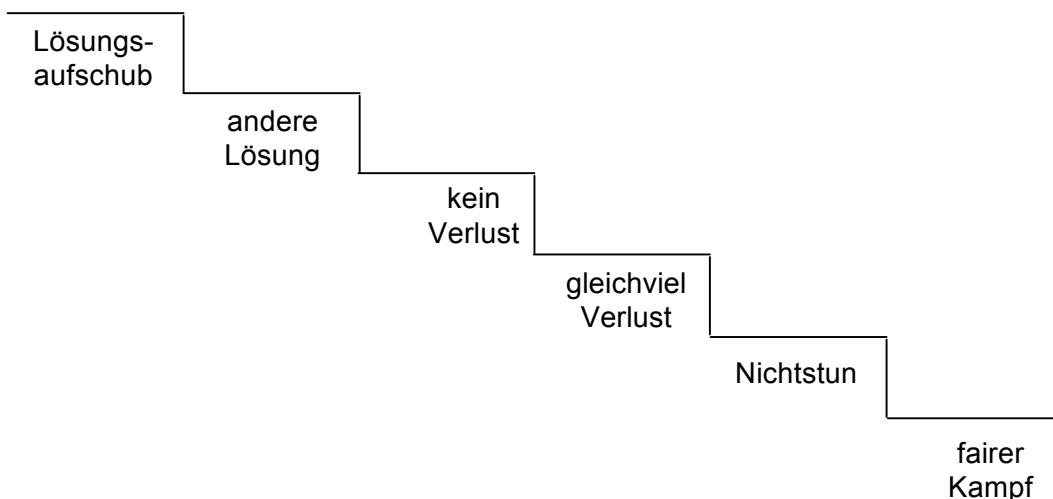 Lösungs-
aufschub
andere
Lösung
kein
Verlust
gleichviel
Verlust
Nichtstun
fairer
Kampf